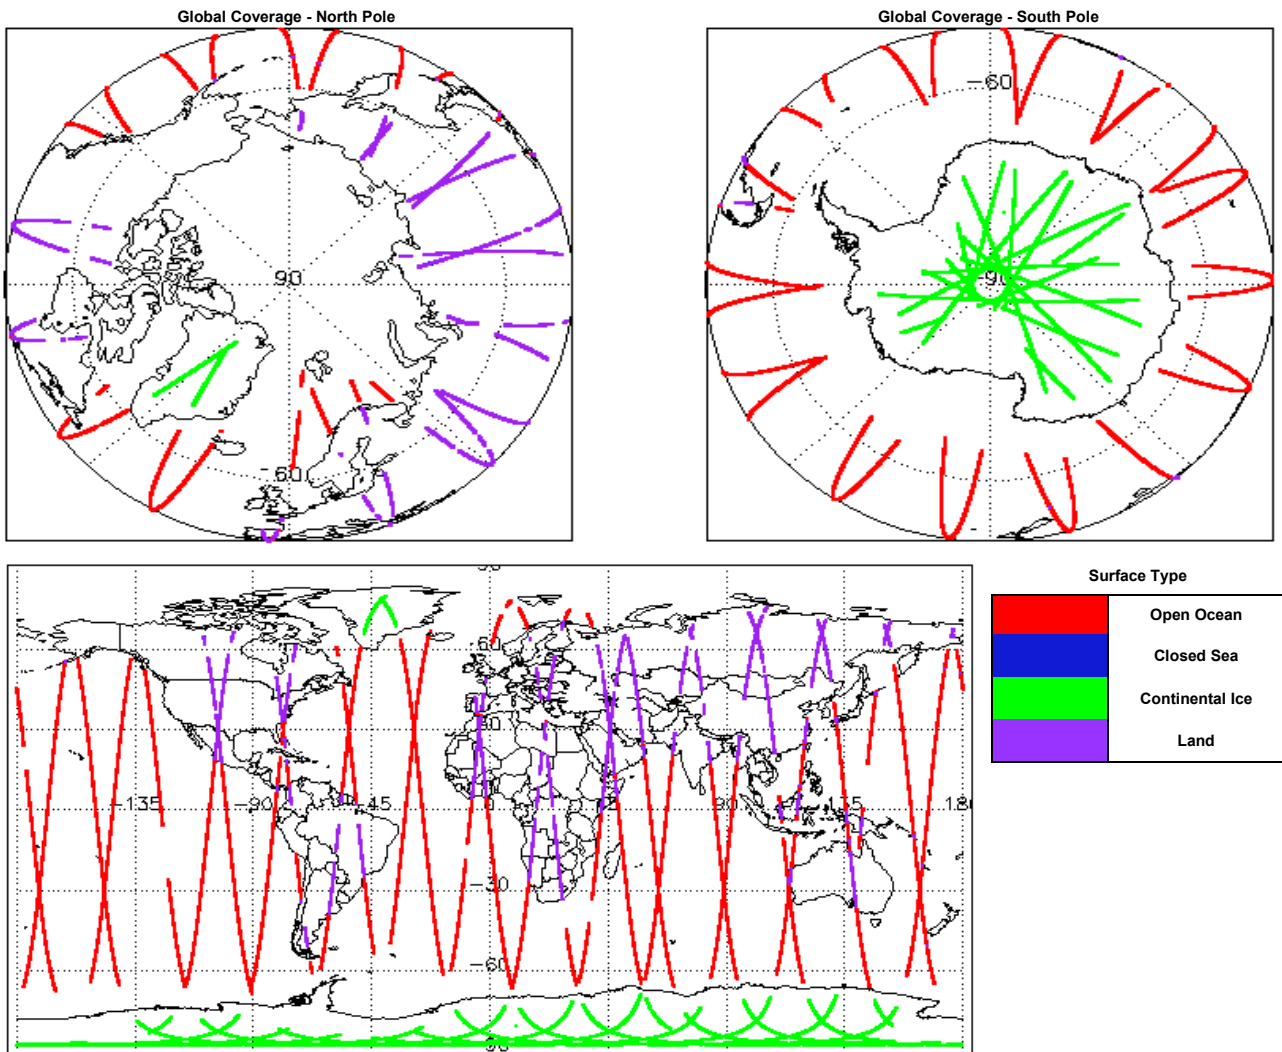 Global Coverage - North Pole
Global Coverage - South Pole
90
-60
-60
-90
60
30
-135
-90
-45
0
45
90
135
180
-30
-60
Surface Type
Open Ocean
Closed Sea
Continental Ice
Land